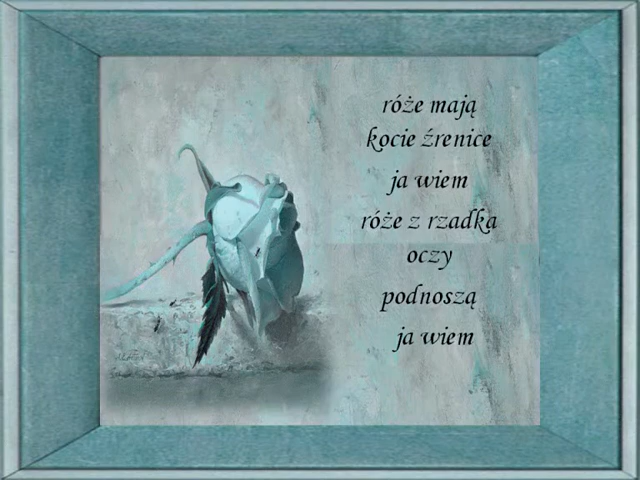 róże mają
kocie źrenice
ja wiem
róże z rzadka
oczy
podnoszą
ja wiem